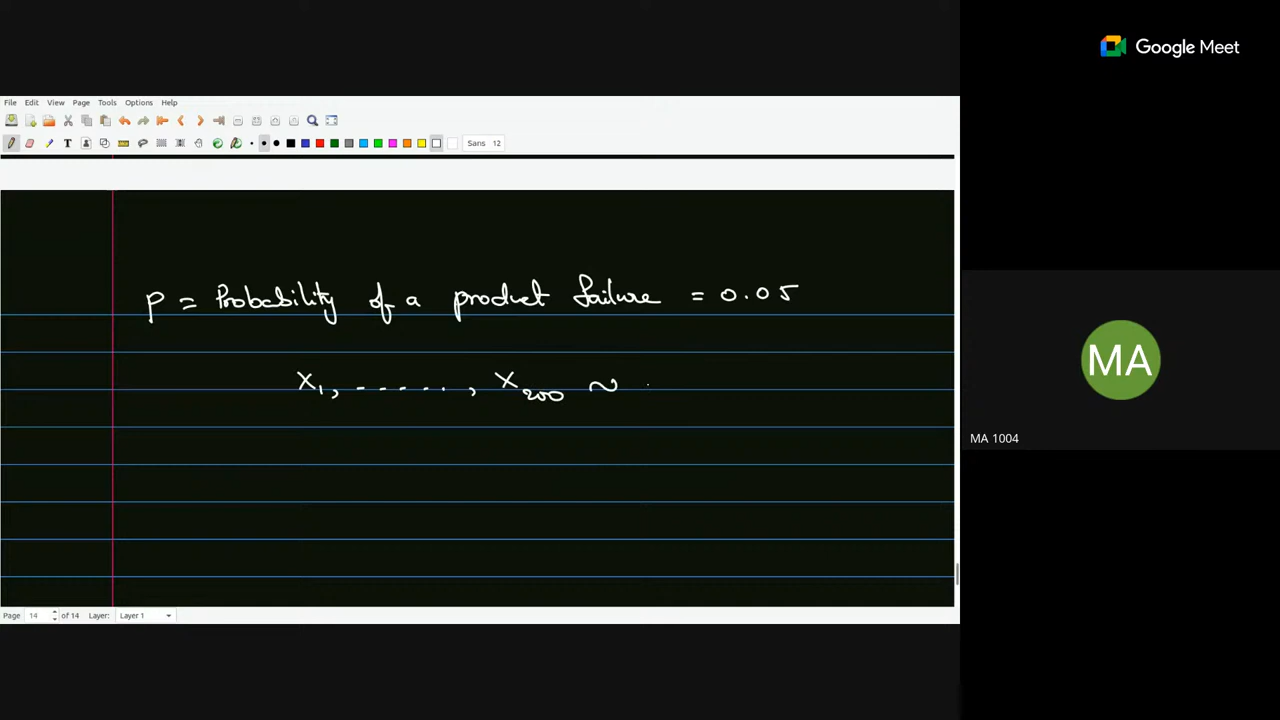 Google Meet
File Edit View Page Tools Options Help
Sans 12
P = Probability of a product failure = 0.05
X₁, ......, X₂₀₀ ~
MA
MA 1004
Page 14 of 14 Layer: Layer 1